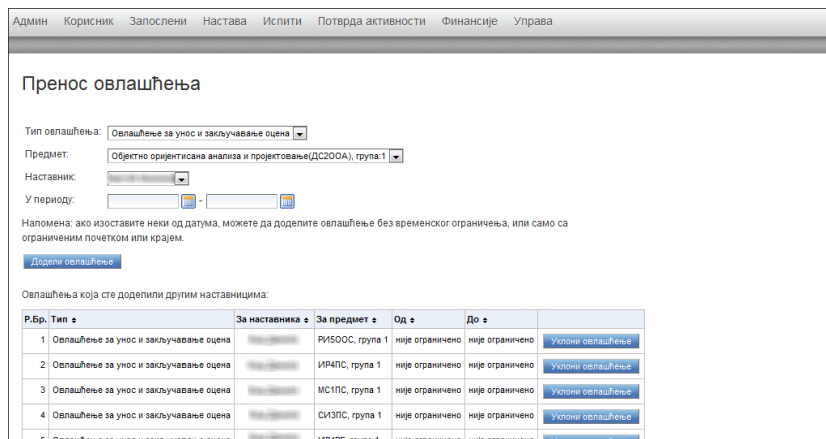 Админ Корисник Запослени Настава Испити Потврда активности Финансије Управа
Пренос овлашћења
Тип овлашћења: Овлашћење за унос и закључавање оцена
Предмет: Објектно оријентисана анализа и пројектовање(ДС2ООА), група:1
Наставник:
У периоду: -
Напомена: ако изоставите неки од датума, можете да доделите овлашћење без временског ограничења, или само са
ограниченим почетком или крајем.
Додели овлашћење
Овлашћења која сте доделили другим наставницима:
Р.Бр. Тип За наставника За предмет Од До
1 Овлашћење за унос и закључавање оцена РИ5ООС, група 1 није ограничено није ограничено Уклони овлашћење
2 Овлашћење за унос и закључавање оцена ИР4ПС, група 1 није ограничено није ограничено Уклони овлашћење
3 Овлашћење за унос и закључавање оцена МС1ПС, група 1 није ограничено није ограничено Уклони овлашћење
4 Овлашћење за унос и закључавање оцена СИ3ПС, група 1 није ограничено није ограничено Уклони овлашћење